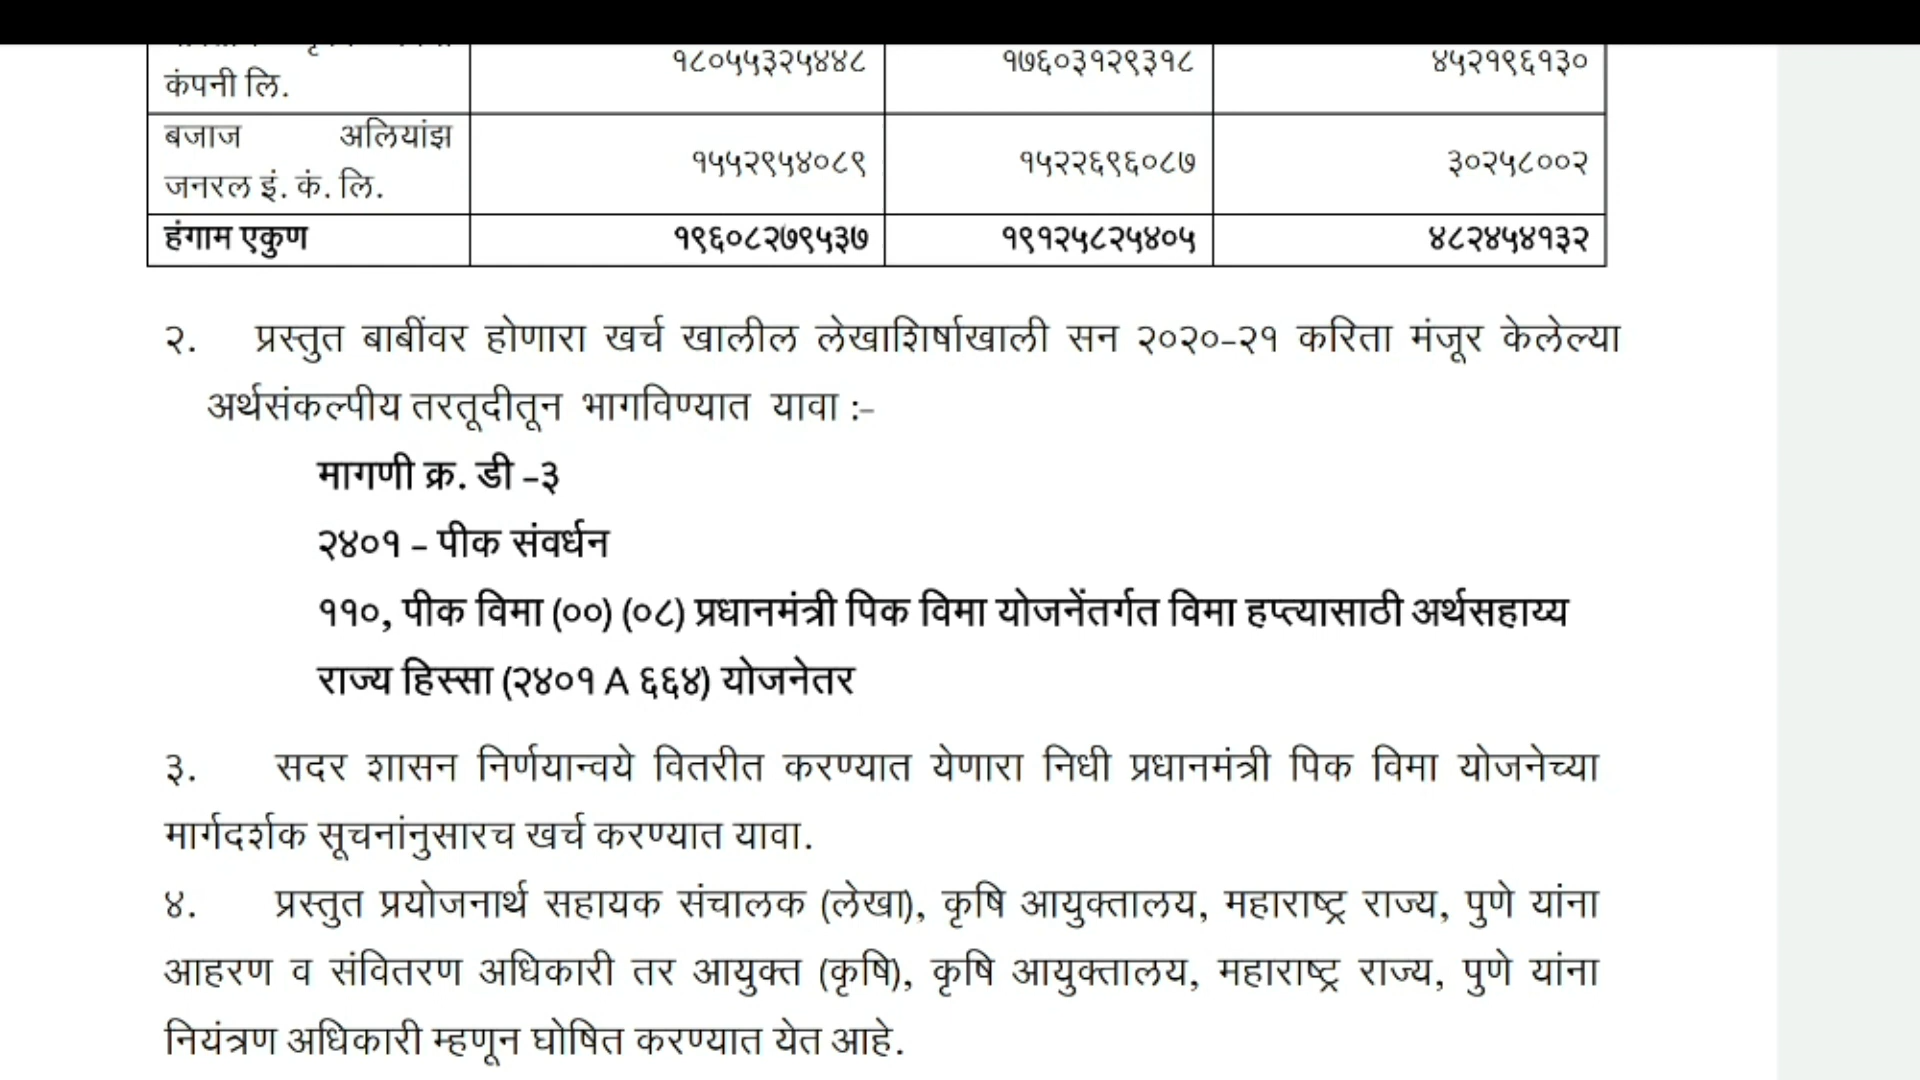 कंपनी लि. १८०५५३२५४४८ १७६०३१२९३१८ ४५२१९६१३०
बजाज अलियांझ
जनरल इं. कं. लि. १५५२९५४०८९ १५२२६९६०८७ ३०२५८००२
हंगाम एकुण १९६०८२७९५३७ १९१२५८२५४०५ ४८२४५४१३२
२. प्रस्तुत बाबींवर होणारा खर्च खालील लेखाशिर्षाखाली सन २०२०-२१ करिता मंजूर केलेल्या
अर्थसंकल्पीय तरतूदीतून भागविण्यात यावा :-
मागणी क्र. डी -३
२४०१ - पीक संवर्धन
११०, पीक विमा (००) (०८) प्रधानमंत्री पिक विमा योजनेंतर्गत विमा हप्त्यासाठी अर्थसहाय्य
राज्य हिस्सा (२४०१ A ६६४) योजनेतर
३. सदर शासन निर्णयान्वये वितरीत करण्यात येणारा निधी प्रधानमंत्री पिक विमा योजनेच्या
मार्गदर्शक सूचनांनुसारच खर्च करण्यात यावा.
४. प्रस्तुत प्रयोजनार्थ सहायक संचालक (लेखा), कृषि आयुक्तालय, महाराष्ट्र राज्य, पुणे यांना
आहरण व संवितरण अधिकारी तर आयुक्त (कृषि), कृषि आयुक्तालय, महाराष्ट्र राज्य, पुणे यांना
नियंत्रण अधिकारी म्हणून घोषित करण्यात येत आहे.